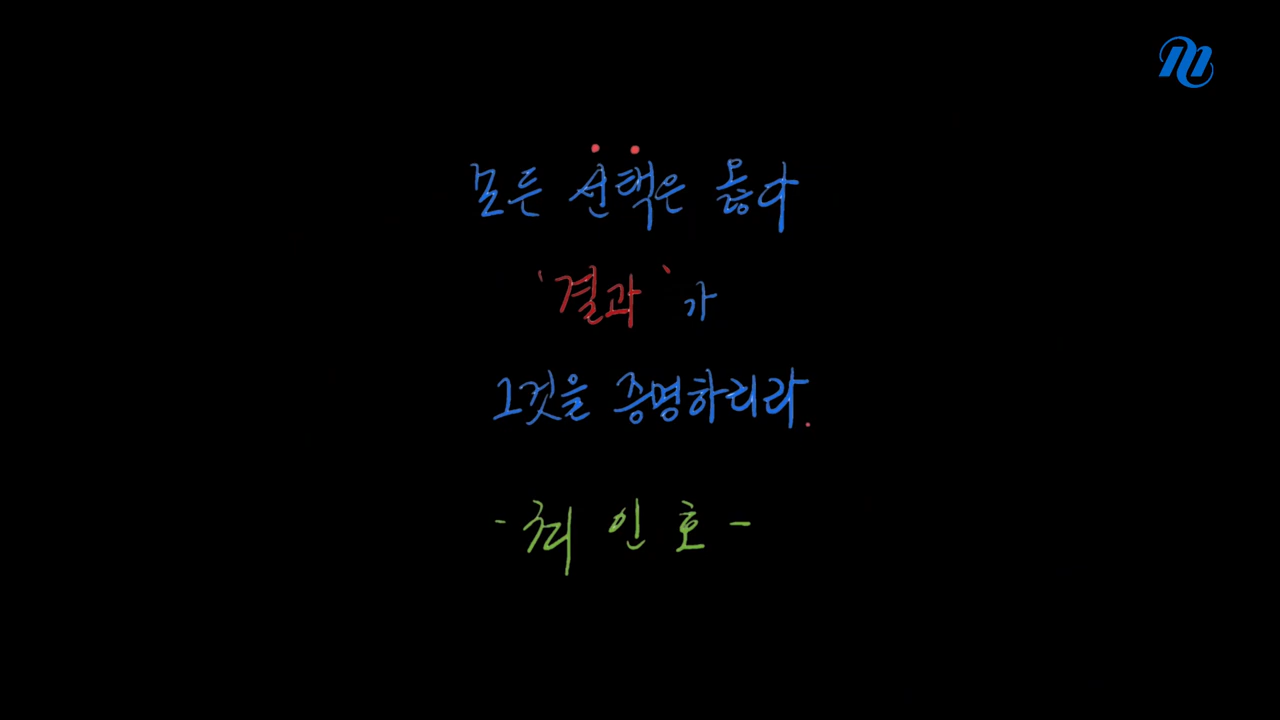 모든 선택은 옳다
'결과'가
그것을 증명하리라.
- 최 인 호 -